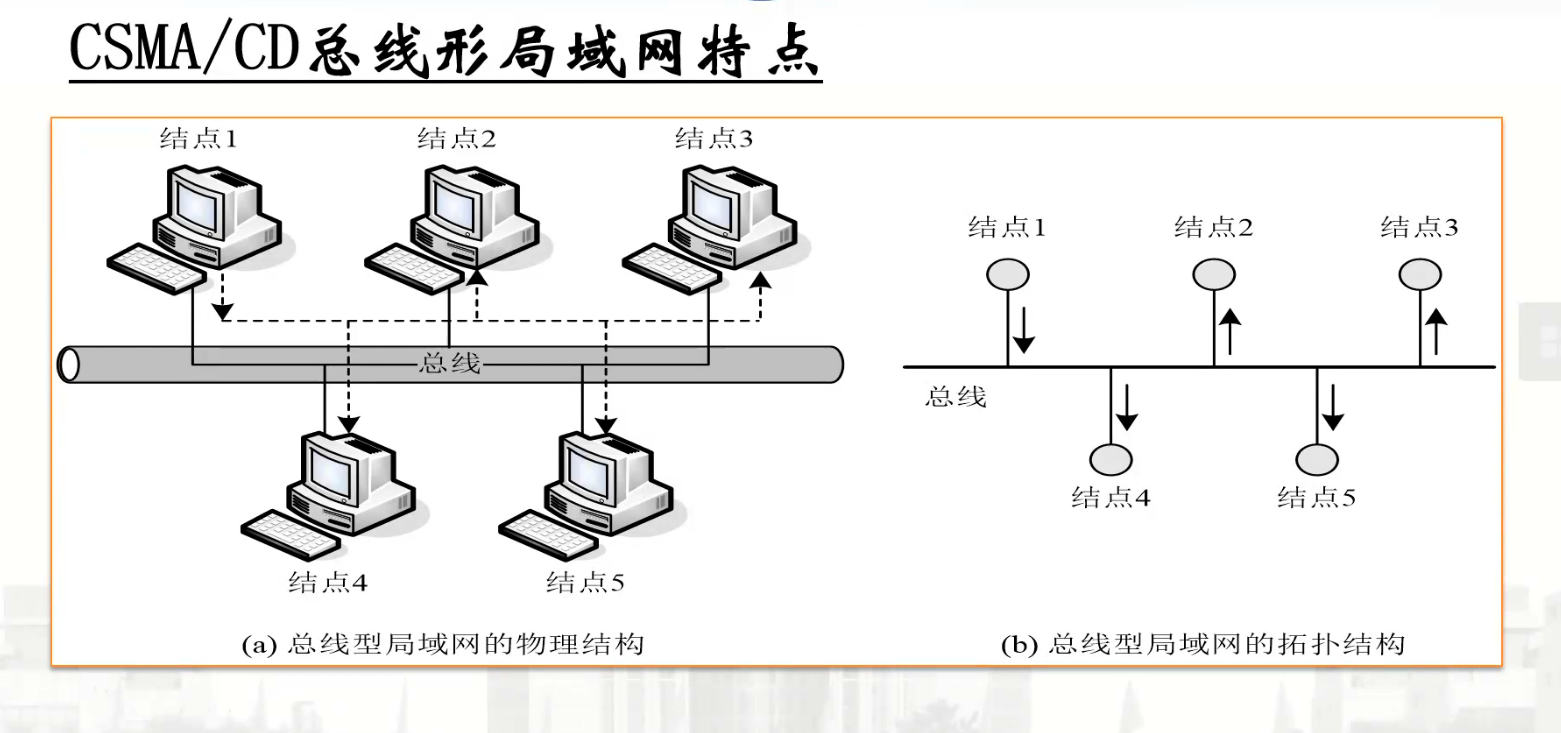 CSMA/CD总线形局域网特点
结点1
结点2
结点3
总线
结点4
结点5
(a) 总线型局域网的物理结构
结点1
结点2
结点3
总线
结点4
结点5
(b) 总线型局域网的拓扑结构